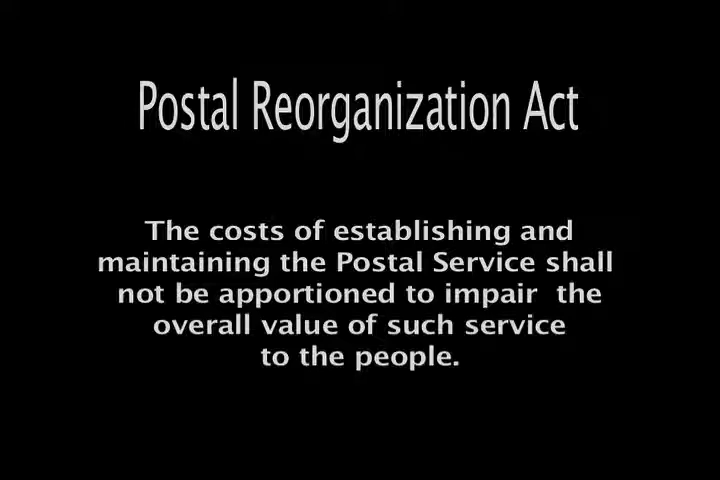 Postal Reorganization Act
The costs of establishing and
maintaining the Postal Service shall
not be apportioned to impair the
overall value of such service
to the people.